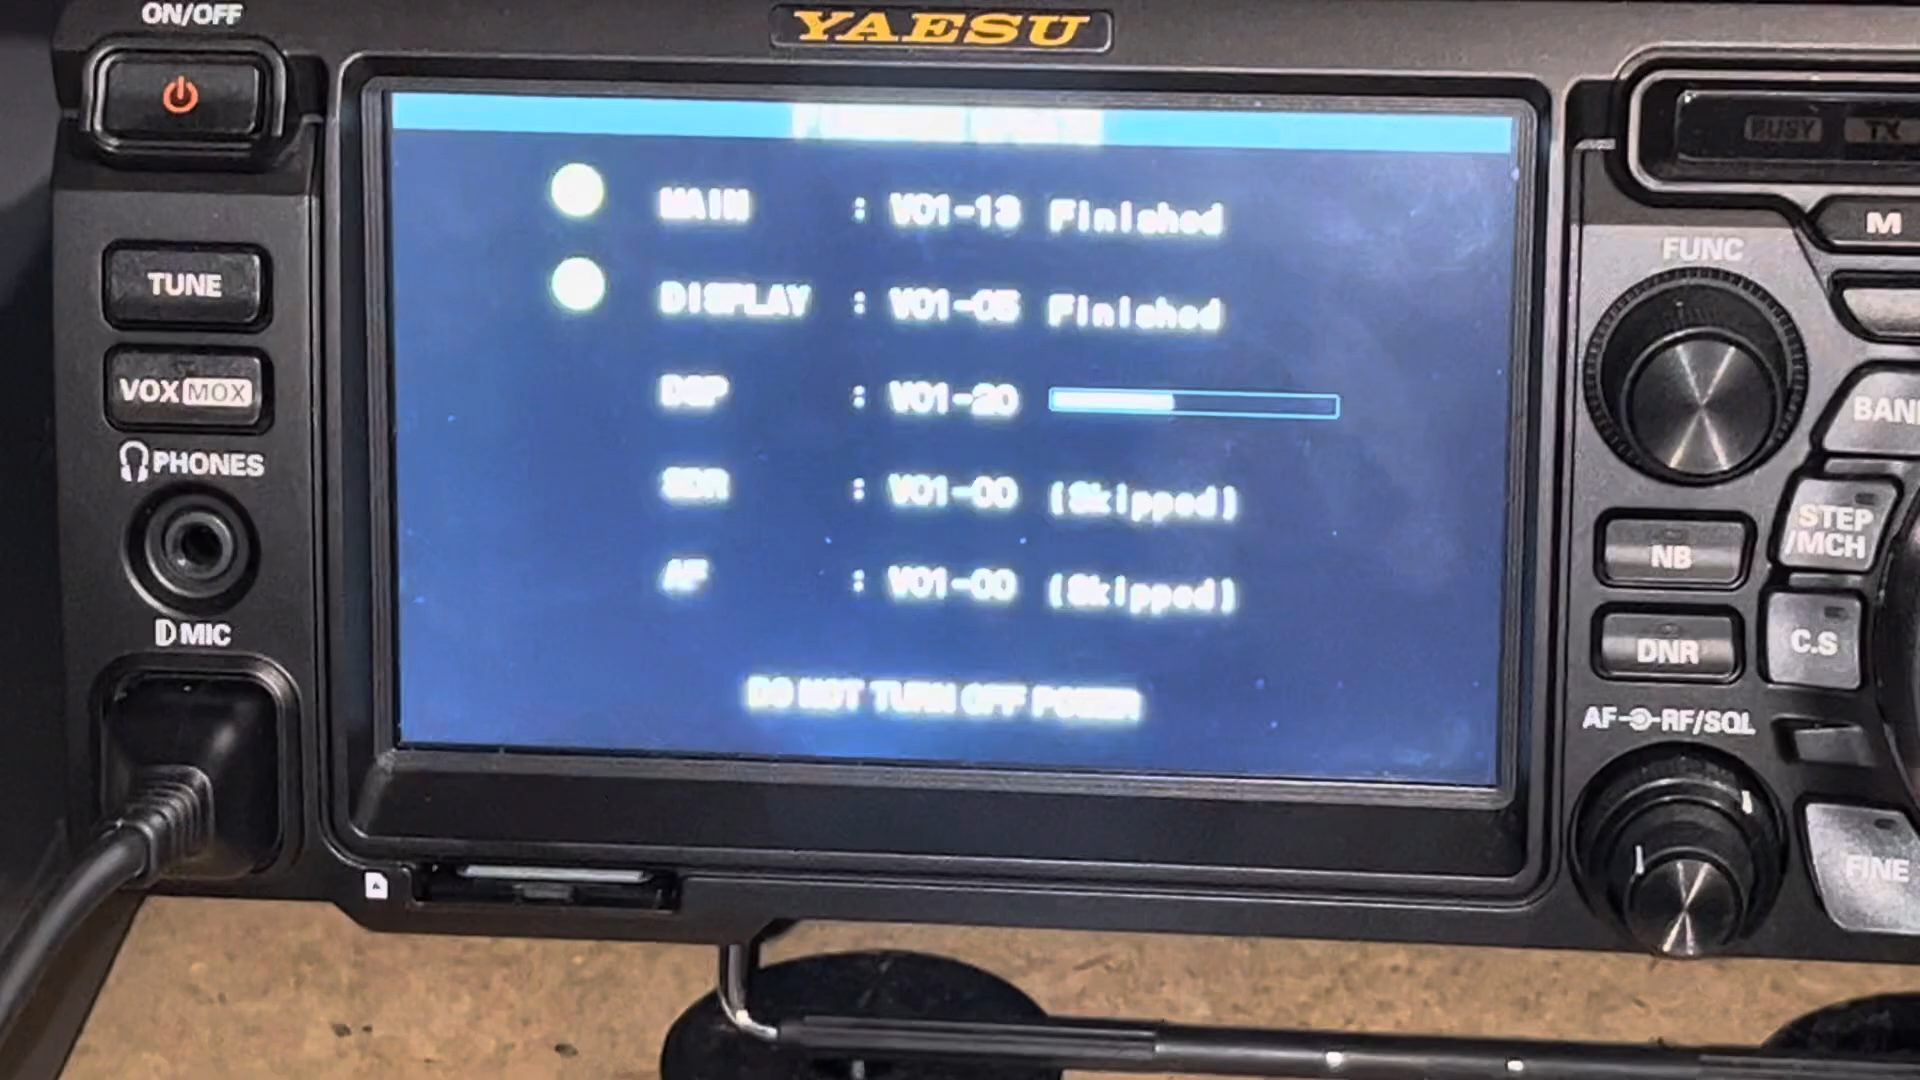 ON/OFF
YAESU
BUSY TX
MAIN : V01-13 Finished
M
FUNC
TUNE
DISPLAY : V01-05 Finished
VOX MOX
DSP : V01-20
BAND
PHONES
SDR : V01-00 (Skipped)
STEP
/MCH
NB
AF : V01-00 (Skipped)
MIC
DNR
C.S
DO NOT TURN OFF POWER
AF RF/SQL
FINE